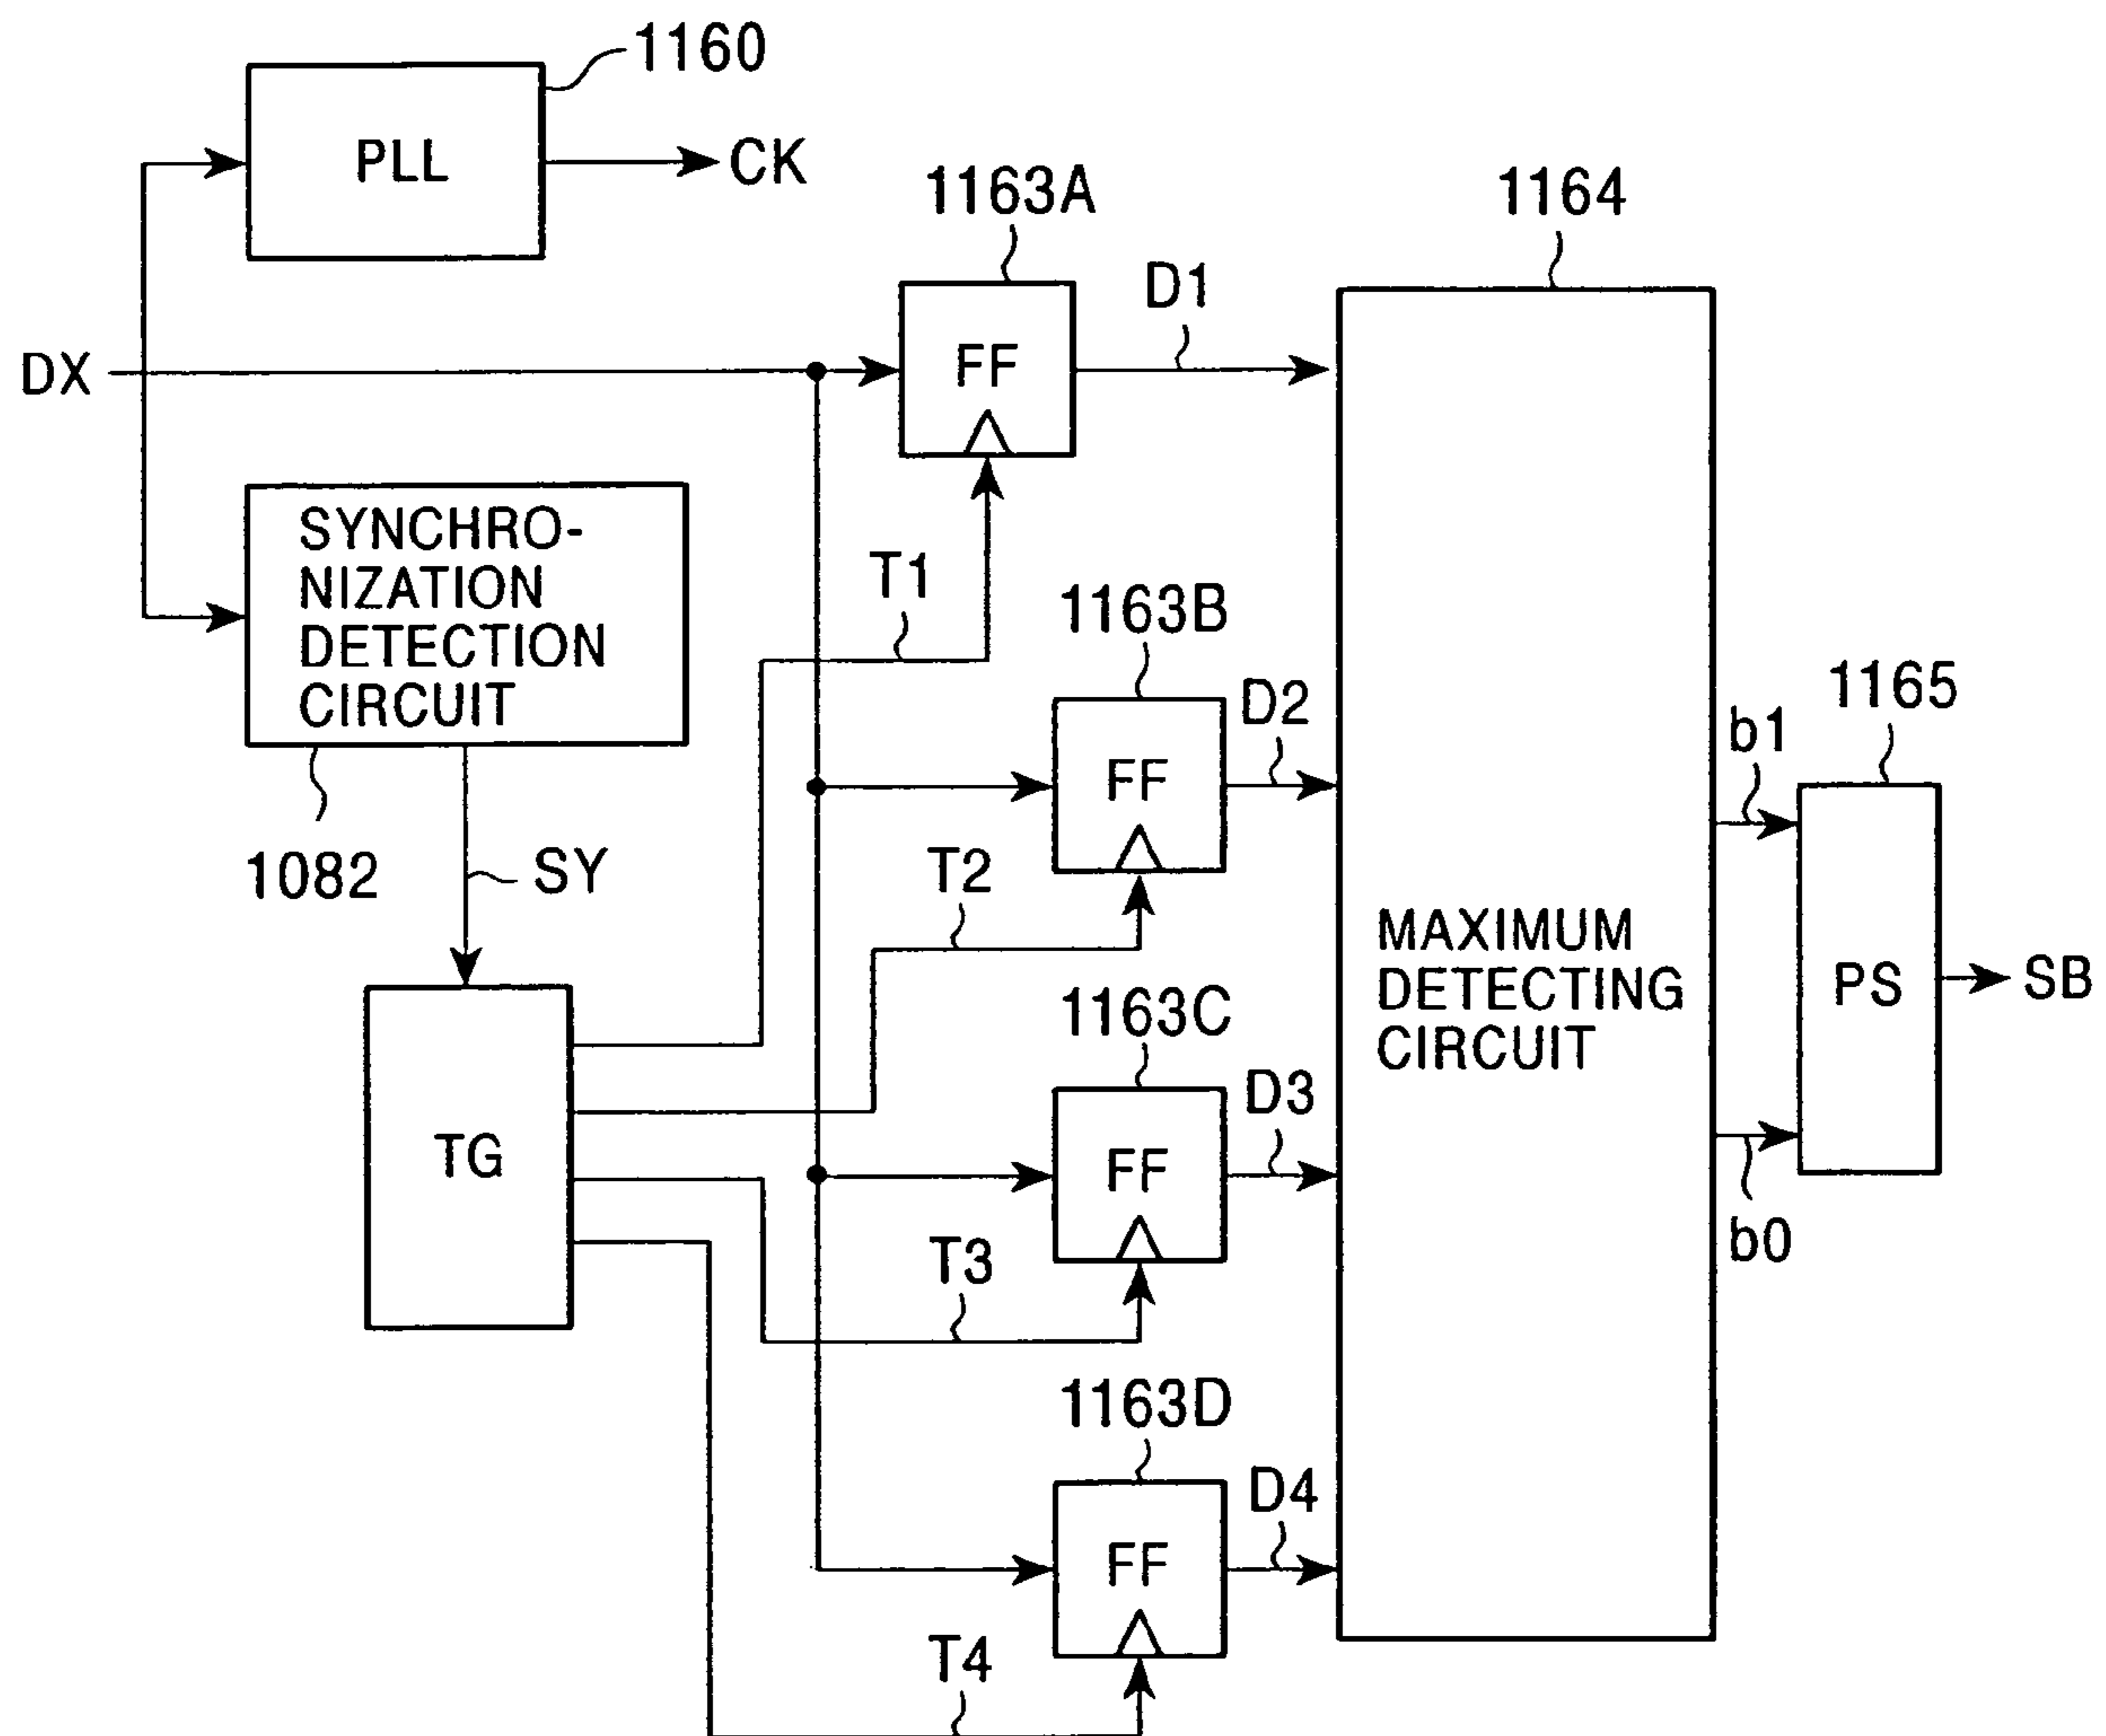 1160
PLL
CK
1163A
1164
D1
DX
FF
SYNCHRO-
NIZATION
DETECTION
CIRCUIT
T1
1163B
D2
1165
b1
FF
1082
SY
T2
MAXIMUM
DETECTING
CIRCUIT
PS
SB
1163C
D3
TG
FF
b0
T3
1163D
D4
FF
T4